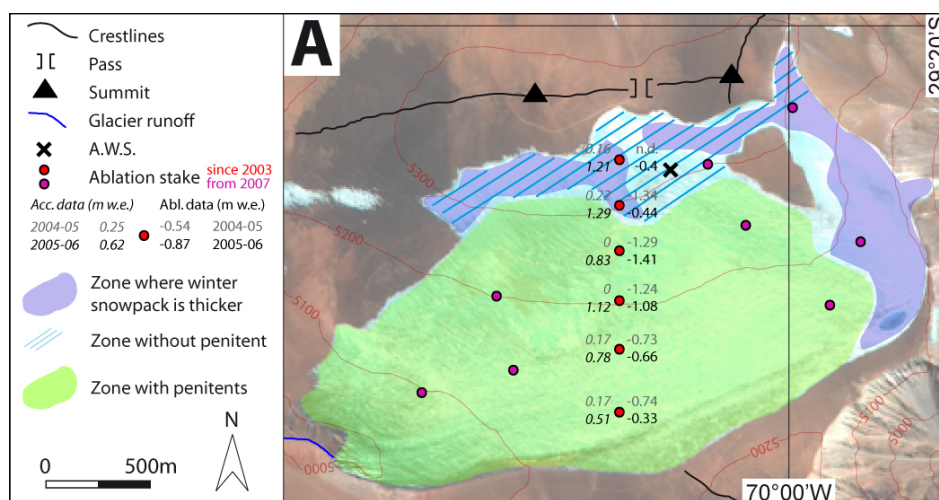 Crestlines
Pass
Summit
Glacier runoff
A.W.S.
Ablation stake
since 2003
from 2007
Acc. data (m w.e.) Abl. data (m w.e.)
2004-05 0.25 -0.54 2004-05
2005-06 0.62 -0.87 2005-06
Zone where winter
snowpack is thicker
Zone without penitent
Zone with penitents
N
0 500m
A
29°20'S
0.16 n.d.
1.21 -0.4
5300
0.22 -1.34
1.29 -0.44
5200
0 -1.29
0.83 -1.41
5100
0 -1.24
1.12 -1.08
0.17 -0.73
0.78 -0.66
0.17 -0.74
0.51 -0.33
5100
5000
5200
5000
70°00'W